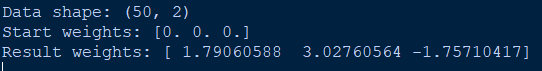 Data shape: (50, 2)
Start weights: [0. 0. 0.]
Result weights: [ 1.79060588  3.02760564 -1.75710417]